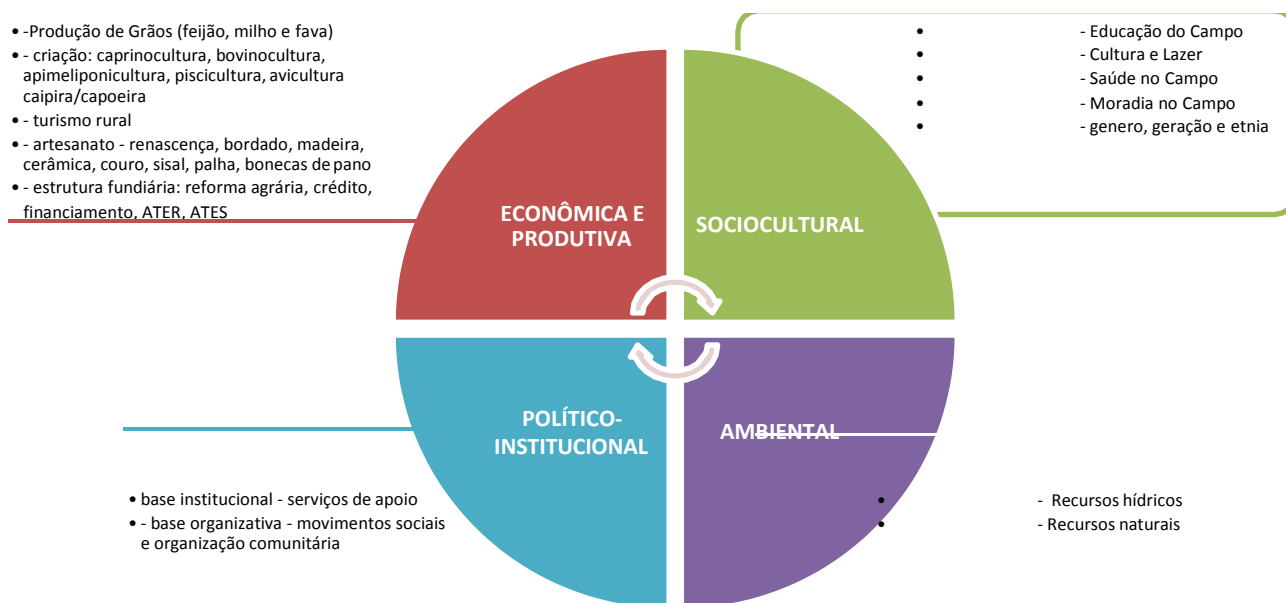 • -Produção de Grãos (feijão, milho e fava)
• - criação: caprinocultura, bovinocultura,
apimeliponicultura, piscicultura, avicultura
caipira/capoeira
• - turismo rural
• - artesanato - renascença, bordado, madeira,
cerâmica, couro, sisal, palha, bonecas de pano
• - estrutura fundiária: reforma agrária, crédito,
financiamento, ATER, ATES
• - Educação do Campo
• - Cultura e Lazer
• - Saúde no Campo
• - Moradia no Campo
• - genero, geração e etnia
ECONÔMICA E
PRODUTIVA
SOCIOCULTURAL
POLÍTICO-
INSTITUCIONAL
AMBIENTAL
• base institucional - serviços de apoio
• - base organizativa - movimentos sociais
e organização comunitária
• - Recursos hídricos
• - Recursos naturais